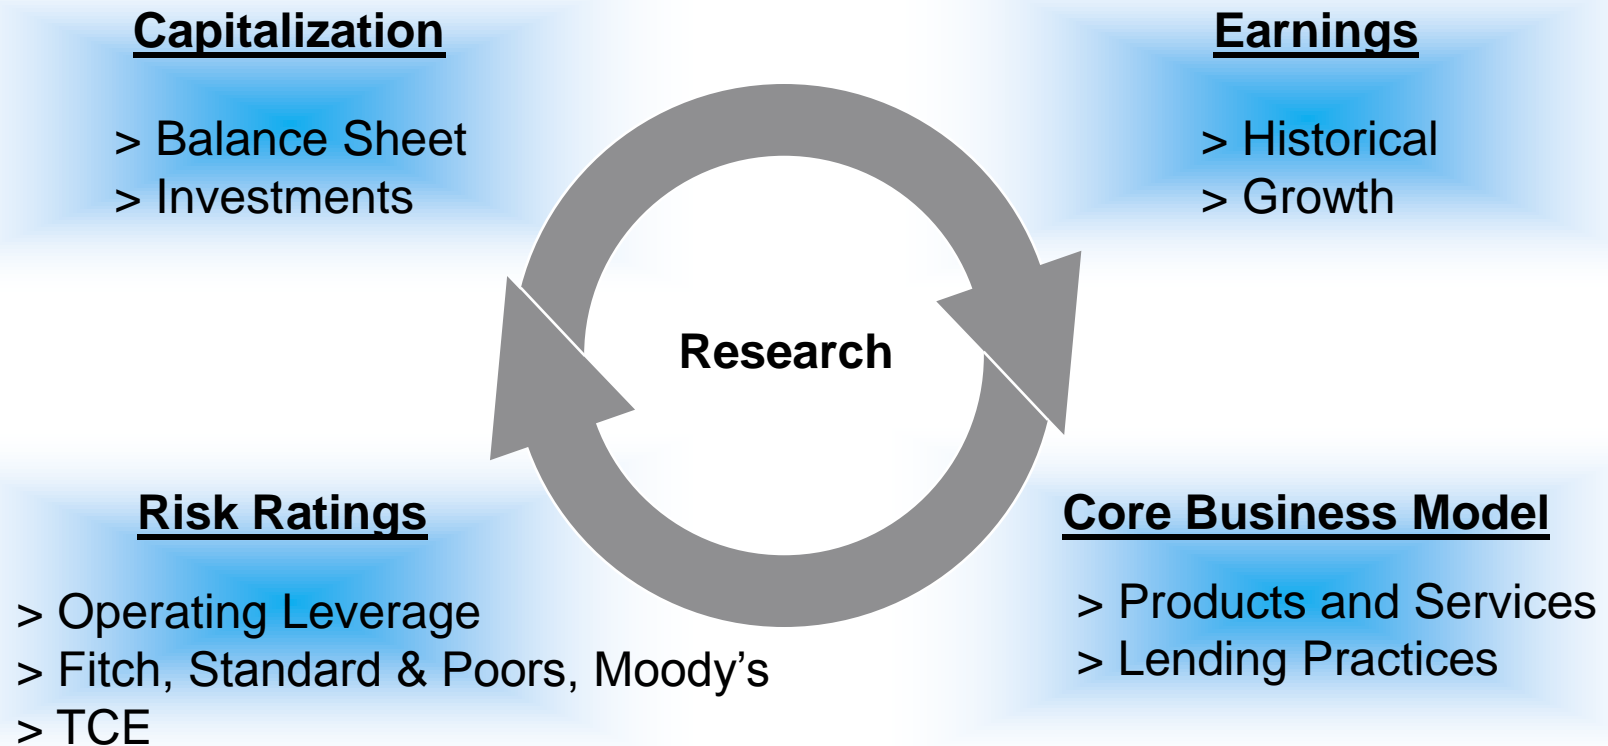 Capitalization
> Balance Sheet
> Investments
Earnings
> Historical
> Growth
Research
Risk Ratings
> Operating Leverage
> Fitch, Standard & Poors, Moody’s
> TCE
Core Business Model
> Products and Services
> Lending Practices